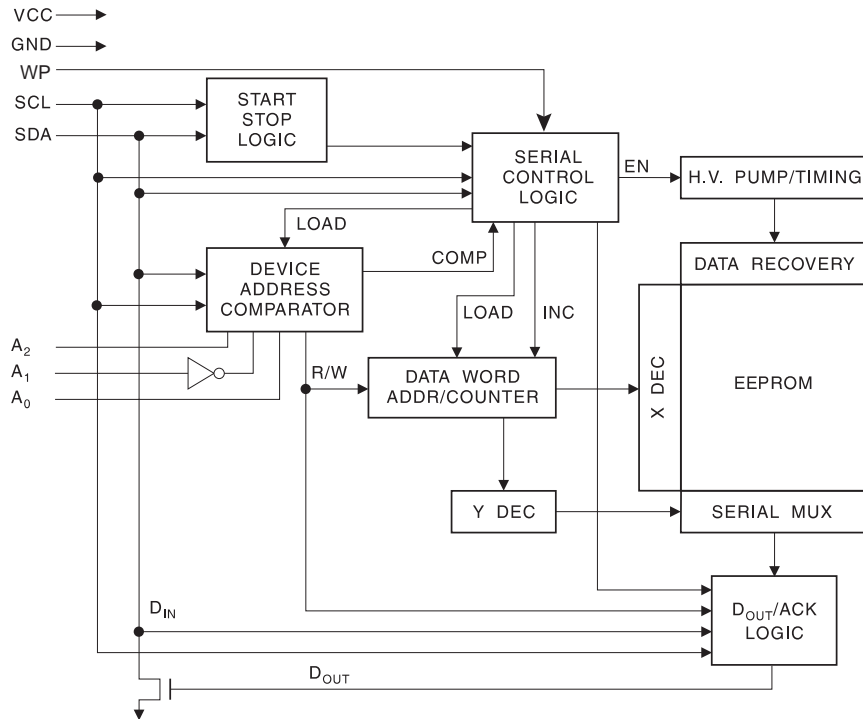 VCC
GND
WP
SCL
SDA
START
STOP
LOGIC
SERIAL
CONTROL
LOGIC
EN
H.V. PUMP/TIMING
LOAD
COMP
DEVICE
ADDRESS
COMPARATOR
DATA RECOVERY
LOAD
INC
A2
A1
A0
R/W
DATA WORD
ADDR/COUNTER
X DEC
EEPROM
Y DEC
SERIAL MUX
DIN
DOUT/ACK
LOGIC
DOUT